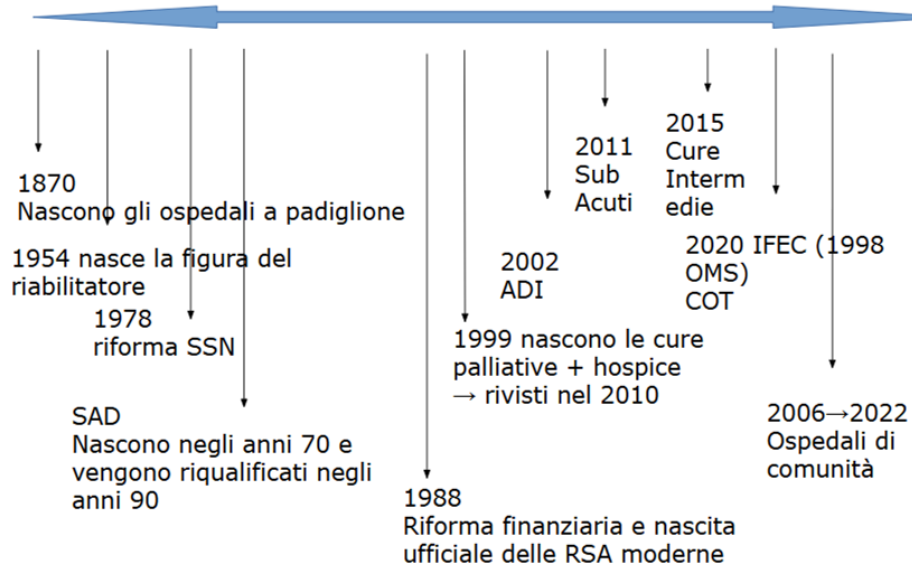 1870
Nascono gli ospedali a padiglione
1954 nasce la figura del
riabilitatore
1978
riforma SSN
SAD
Nascono negli anni 70 e
vengono riqualificati negli
anni 90
1988
Riforma finanziaria e nascita
ufficiale delle RSA moderne
1999 nascono le cure
palliative + hospice
→ rivisti nel 2010
2002
ADI
2011
Sub
Acuti
2015
Cure
Interm
edie
2020 IFEC (1998
OMS)
COT
2006→2022
Ospedali di
comunità